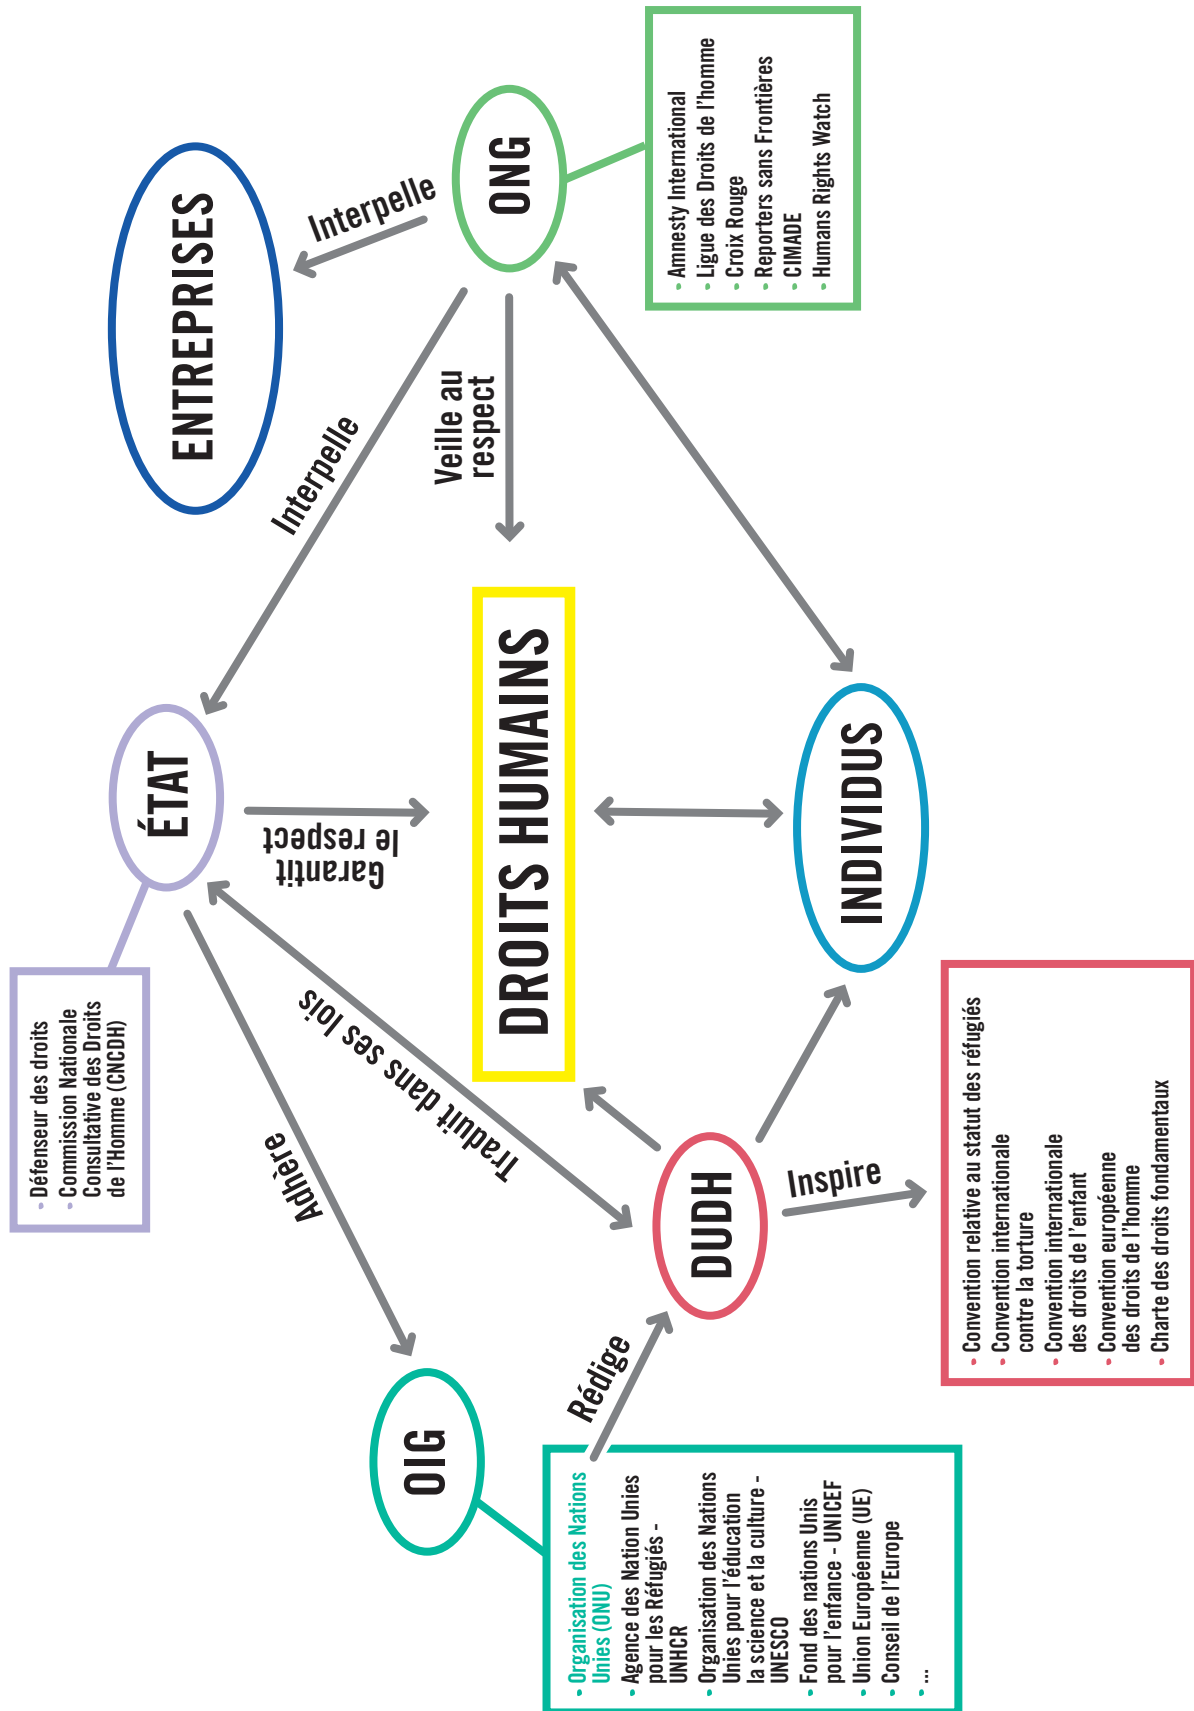 - Défenseur des droits
- Commission Nationale
Consultative des Droits
de l'Homme (CNCDH)
ÉTAT
ENTREPRISES
Interpelle
Interpelle
ONG
- Amnesty International
- Ligue des Droits de l'homme
- Croix Rouge
- Reporters sans Frontières
- CIMADE
- Humans Rights Watch
Veille au
respect
Garantit
le respect
Adhère
Traduit dans ses lois
DROITS HUMAINS
OIG
- Organisation des Nations
Unies (ONU)
- Agence des Nation Unies
pour les Réfugiés -
UNHCR
- Organisation des Nations
Unies pour l'éducation
la science et la culture -
UNESCO
- Fond des nations Unis
pour l'enfance - UNICEF
- Union Européenne (UE)
- Conseil de l'Europe
- ...
Rédige
DUDH
Inspire
INDIVIDUS
- Convention relative au statut des réfugiés
- Convention internationale
contre la torture
- Convention internationale
des droits de l'enfant
- Convention européenne
des droits de l'homme
- Charte des droits fondamentaux